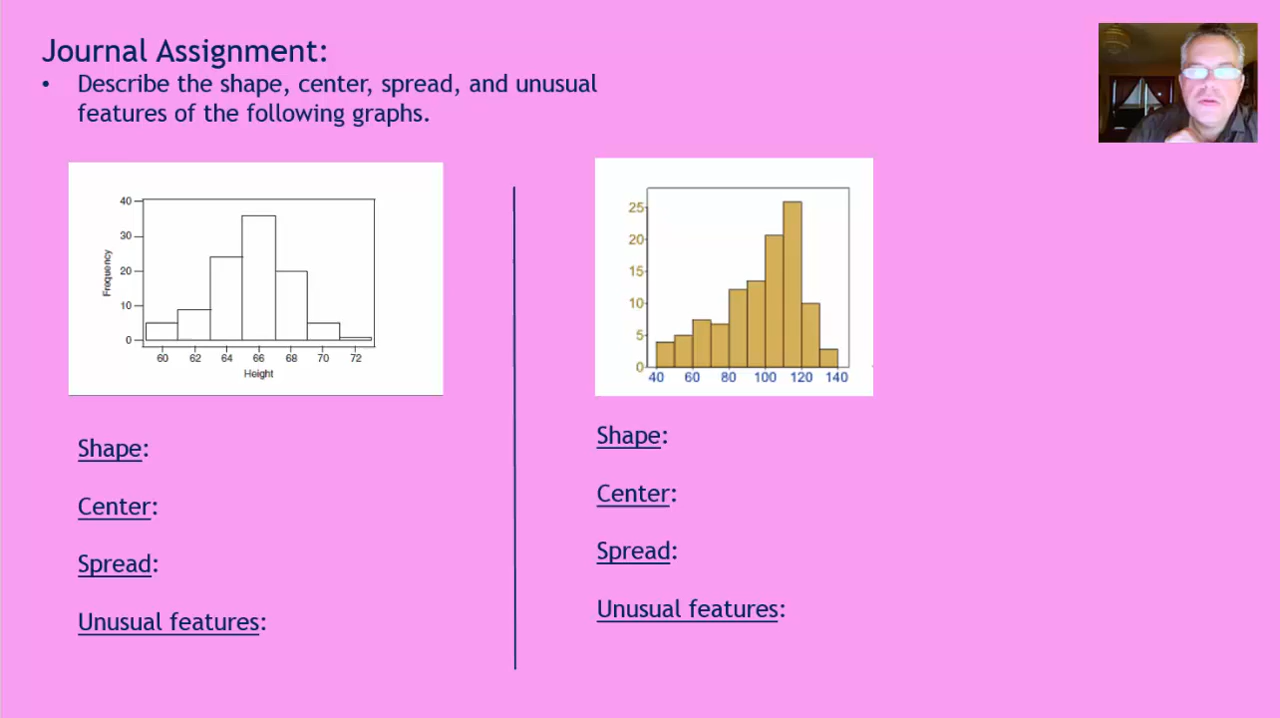 Journal Assignment:
• Describe the shape, center, spread, and unusual
features of the following graphs.
40
30
20
10
0
Frequency
60 62 64 66 68 70 72
Height
Shape:
Center:
Spread:
Unusual features:
25
20
15
10
5
0
40 60 80 100 120 140
Shape:
Center:
Spread:
Unusual features: